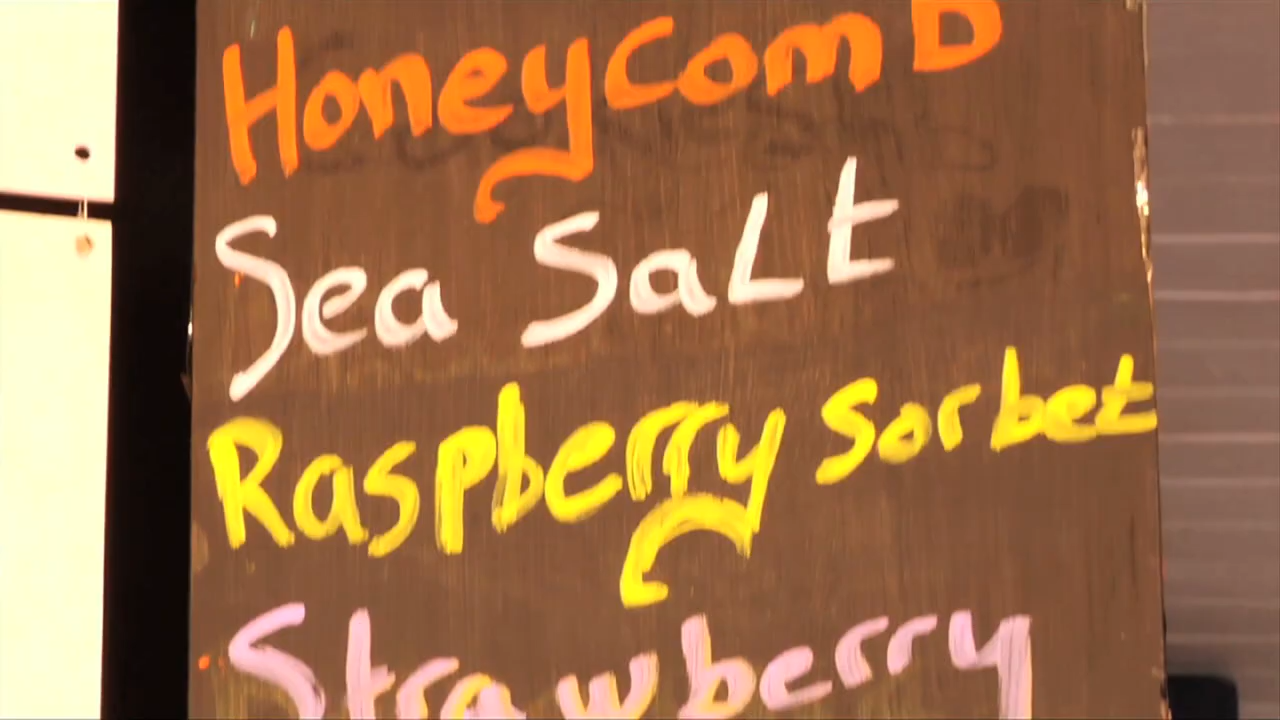 Honeycomb
Sea Salt
Raspberry sorbet
Strawberry